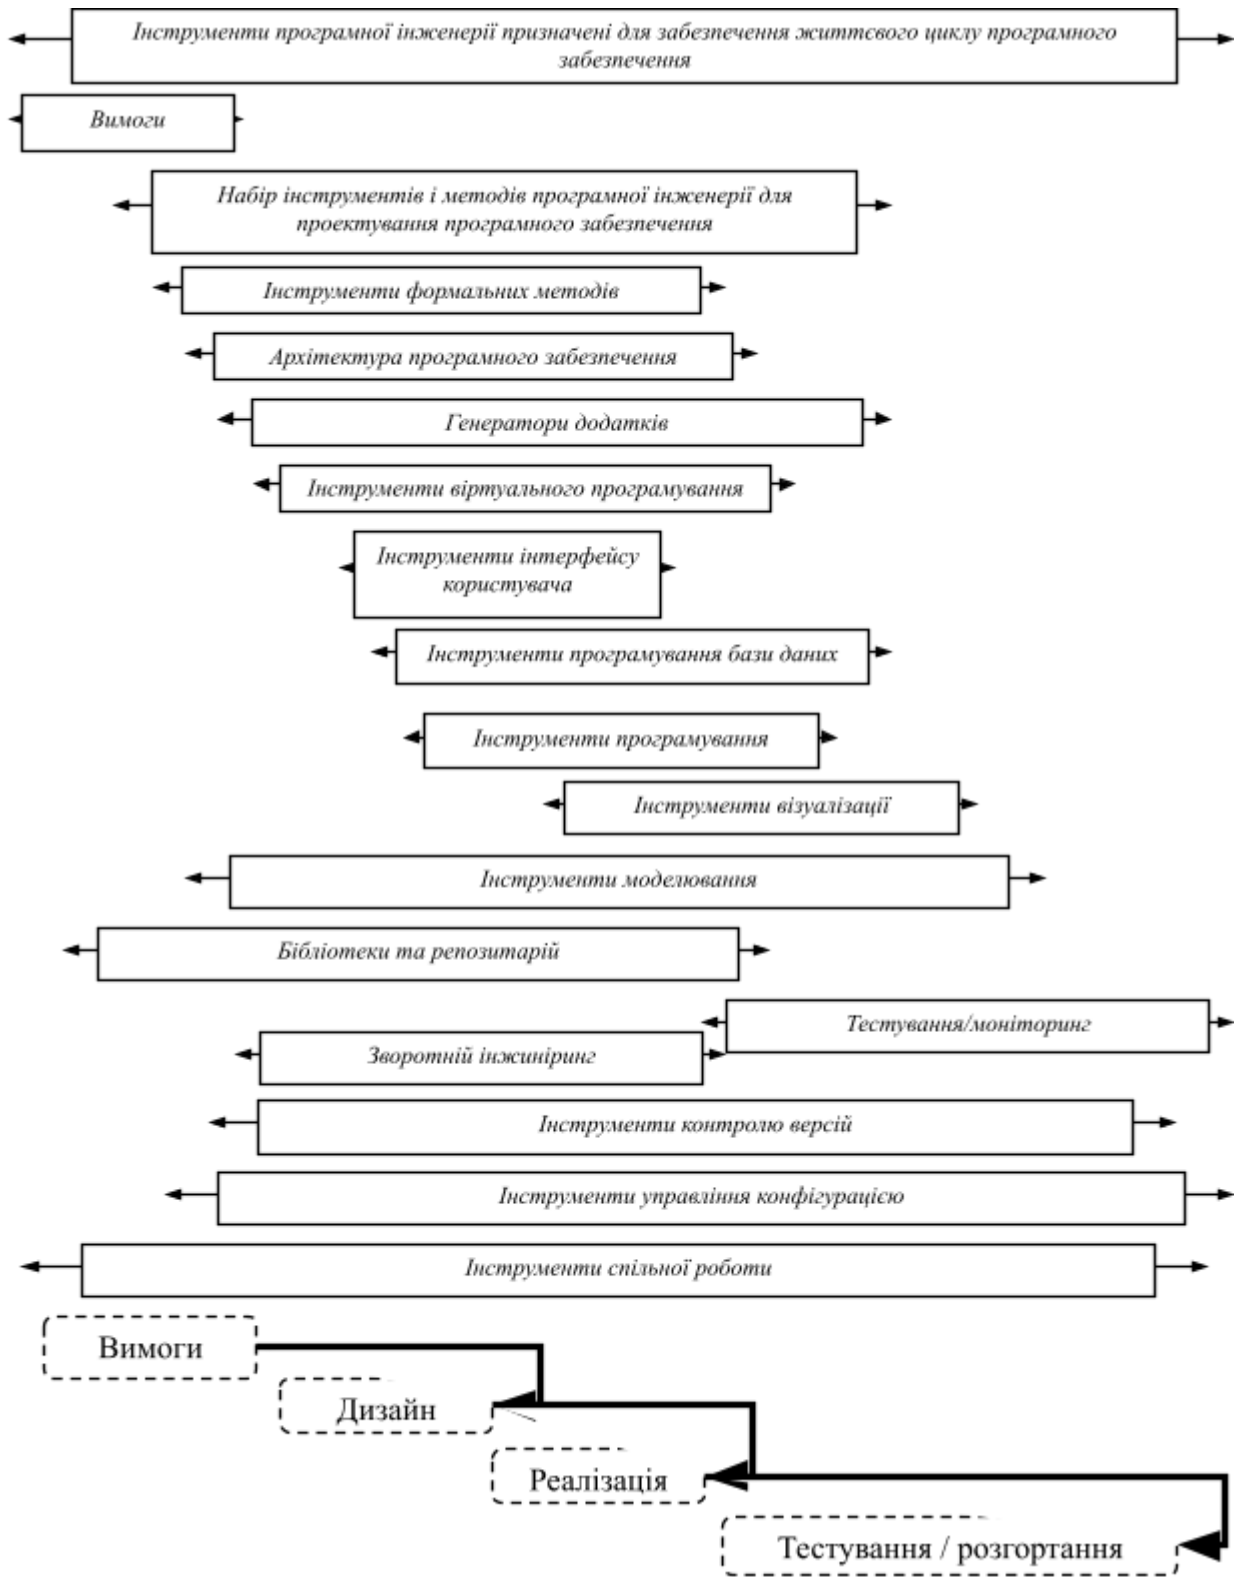 Інструменти програмної інженерії призначені для забезпечення життєвого циклу програмного
забезпечення
Вимоги
Набір інструментів і методів програмної інженерії для
проектування програмного забезпечення
Інструменти формальних методів
Архітектура програмного забезпечення
Генератори додатків
Інструменти віртуального програмування
Інструменти інтерфейсу
користувача
Інструменти програмування бази даних
Інструменти програмування
Інструменти візуалізації
Інструменти моделювання
Бібліотеки та репозитарій
Тестування/моніторинг
Зворотній інжиніринг
Інструменти контролю версій
Інструменти управління конфігурацією
Інструменти спільної роботи
Вимоги
Дизайн
Реалізація
Тестування / розгортання